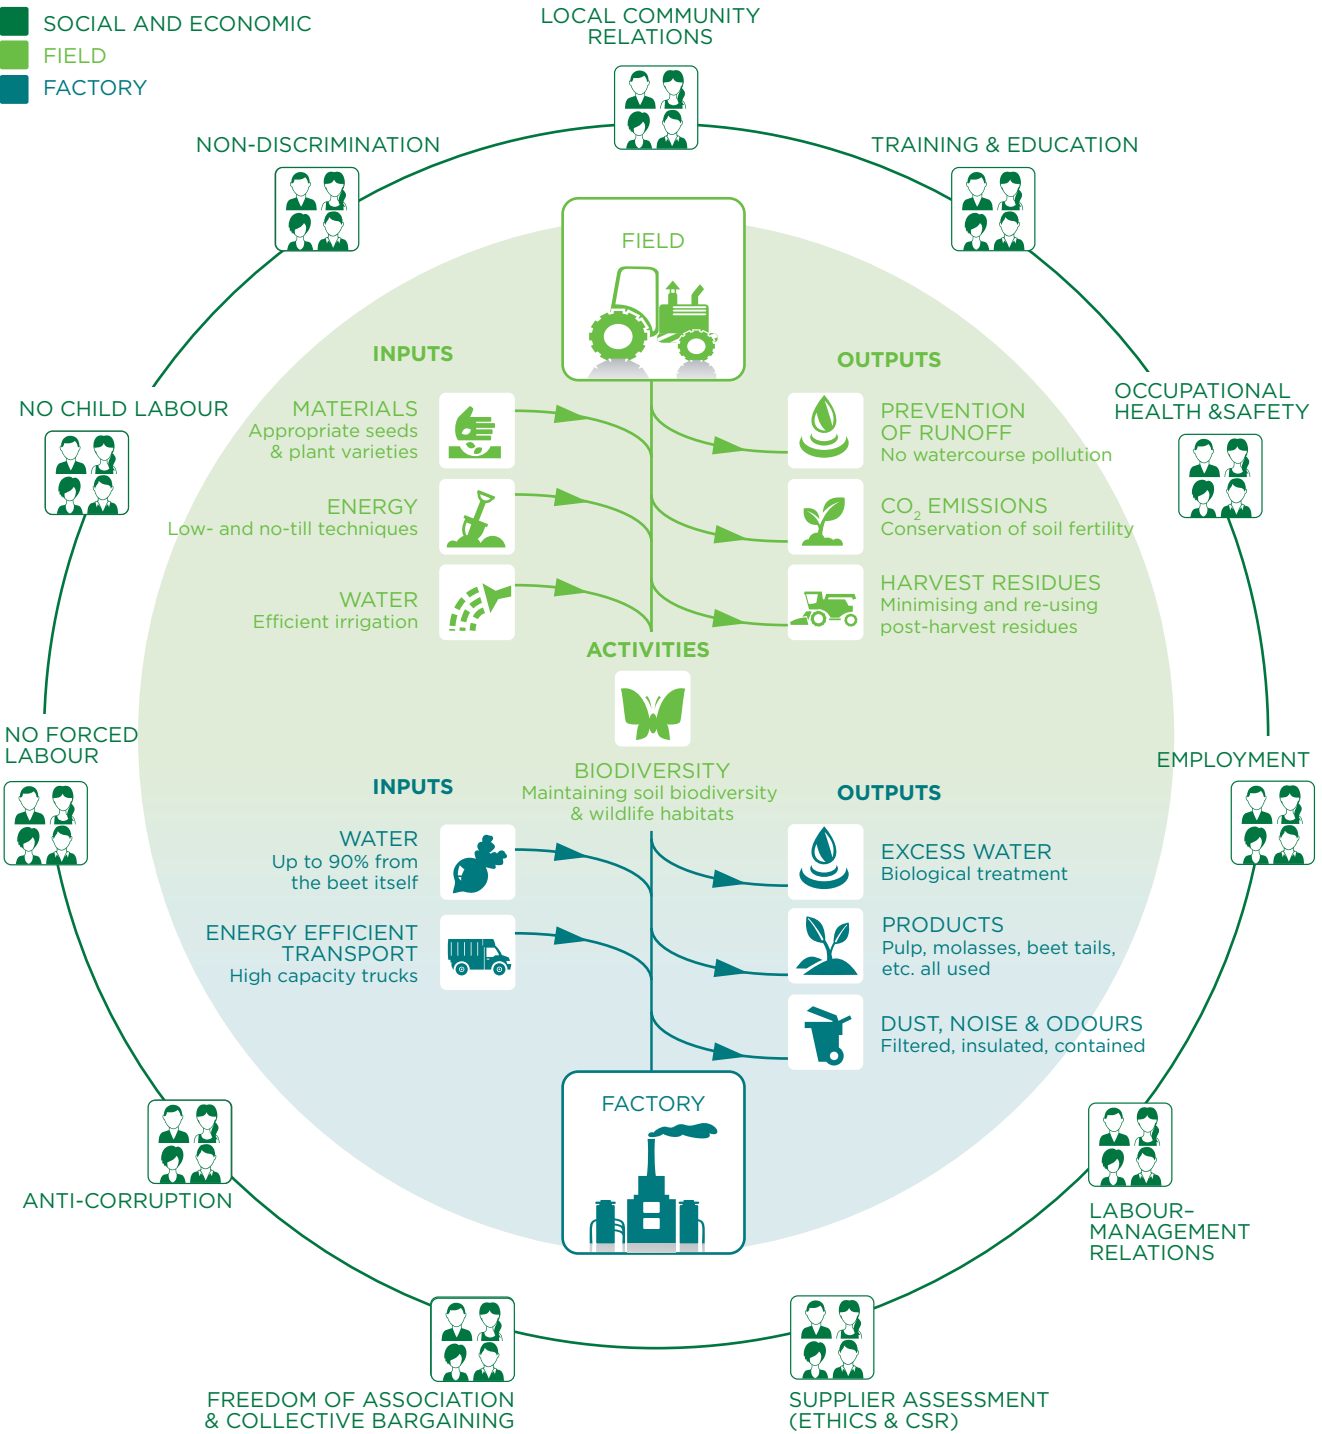 SOCIAL AND ECONOMIC
FIELD
FACTORY
LOCAL COMMUNITY
RELATIONS
NON-DISCRIMINATION
TRAINING & EDUCATION
NO CHILD LABOUR
OCCUPATIONAL
HEALTH &SAFETY
NO FORCED
LABOUR
EMPLOYMENT
ANTI-CORRUPTION
LABOUR–
MANAGEMENT
RELATIONS
FREEDOM OF ASSOCIATION
& COLLECTIVE BARGAINING
SUPPLIER ASSESSMENT
(ETHICS & CSR)
FIELD
INPUTS
MATERIALS
Appropriate seeds
& plant varieties
ENERGY
Low- and no-till techniques
WATER
Efficient irrigation
OUTPUTS
PREVENTION
OF RUNOFF
No watercourse pollution
CO₂ EMISSIONS
Conservation of soil fertility
HARVEST RESIDUES
Minimising and re-using
post-harvest residues
ACTIVITIES
BIODIVERSITY
Maintaining soil biodiversity
& wildlife habitats
INPUTS
WATER
Up to 90% from
the beet itself
ENERGY EFFICIENT
TRANSPORT
High capacity trucks
OUTPUTS
EXCESS WATER
Biological treatment
PRODUCTS
Pulp, molasses, beet tails,
etc. all used
DUST, NOISE & ODOURS
Filtered, insulated, contained
FACTORY